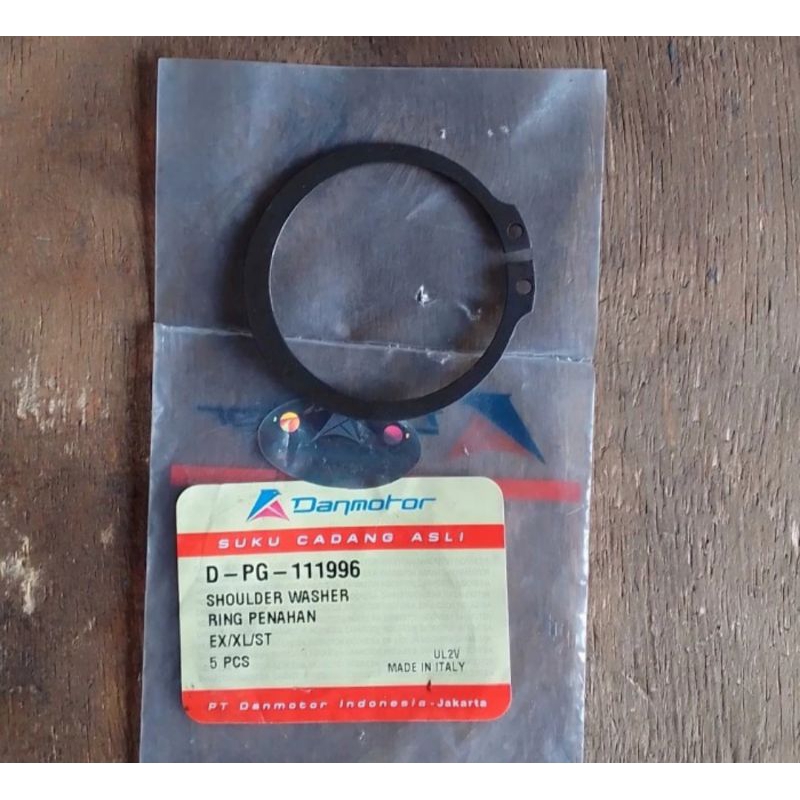 Danmotor
SUKU CADANG ASLI
D-PG-111996
SHOULDER WASHER
RING PENAHAN
EX/XL/ST
5 PCS
UL2V
MADE IN ITALY
PT Danmotor Indonesia-Jakarta